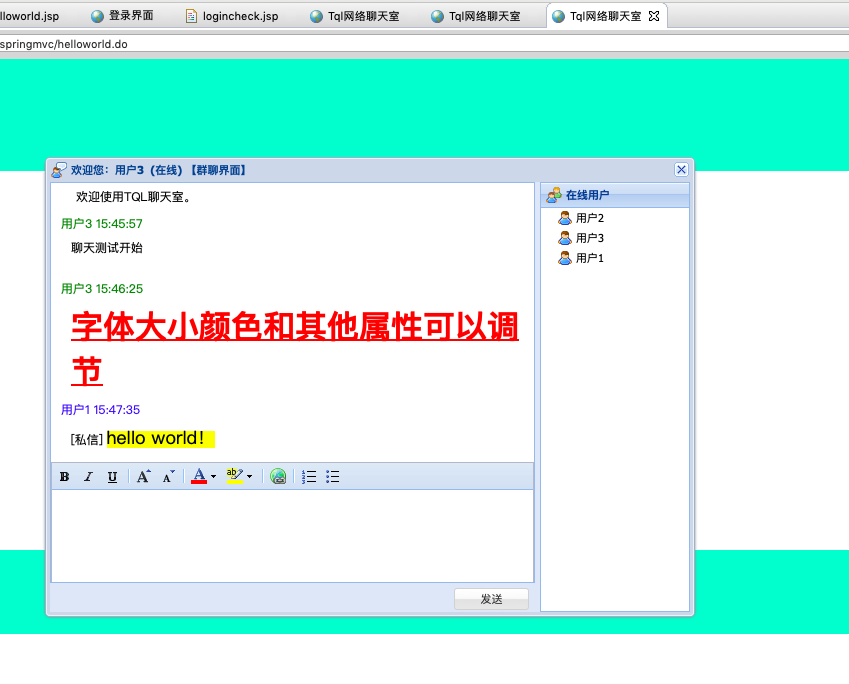 lloworld.jsp 登录界面 logincheck.jsp Tql网络聊天室 Tql网络聊天室 Tql网络聊天室
springmvc/helloworld.do
欢迎您：用户3 (在线) 【群聊界面】
欢迎使用TQL聊天室。
用户3 15:45:57
聊天测试开始
用户3 15:46:25
字体大小颜色和其他属性可以调
节
用户1 15:47:35
[私信] hello world！
B I U A A A ab
发送
在线用户
用户2
用户3
用户1